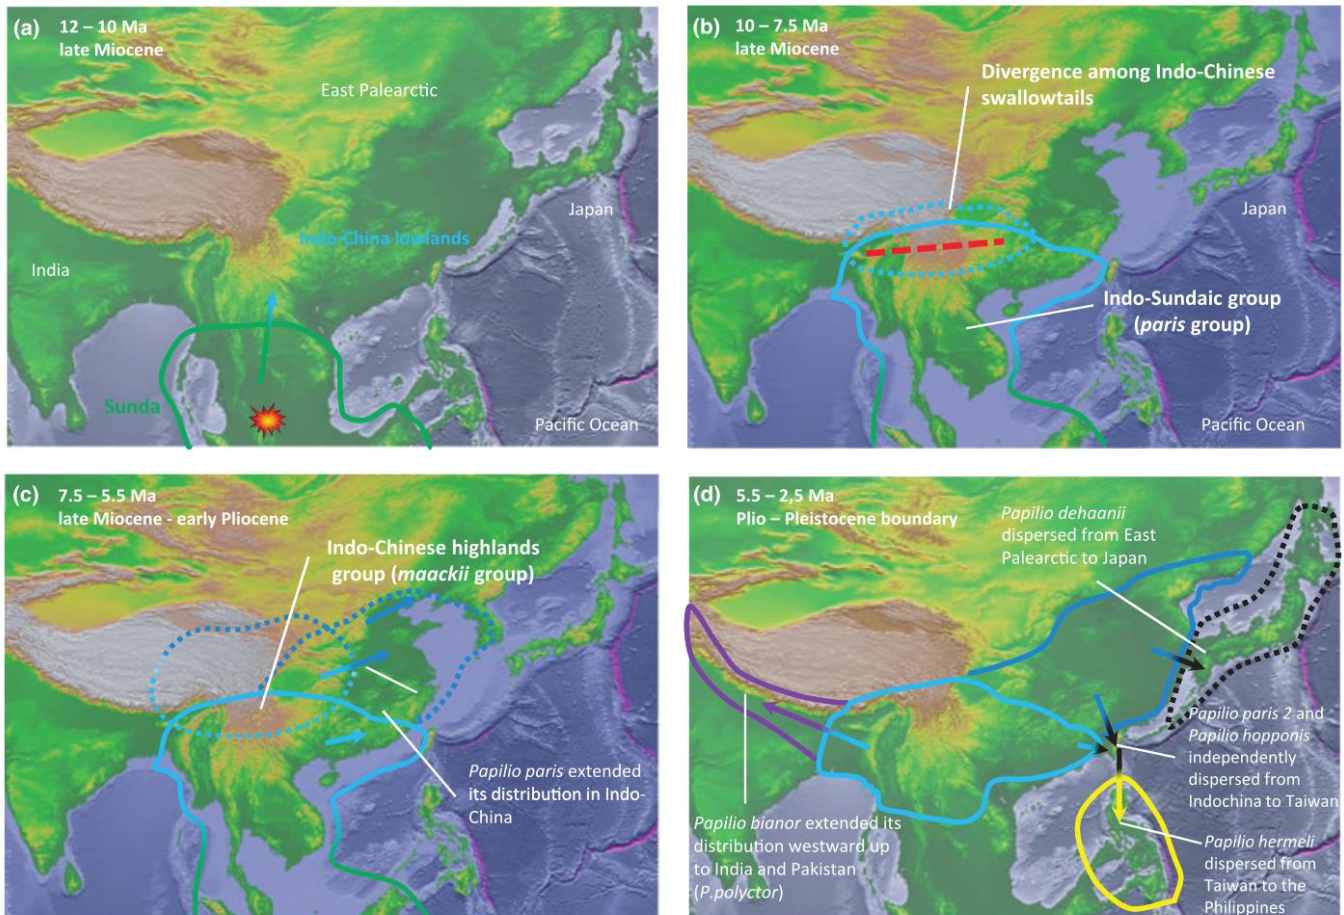 (a) 12 – 10 Ma
late Miocene
East Palearctic
Japan
Indo-China lowlands
India
Sunda
Pacific Ocean
(b) 10 – 7.5 Ma
late Miocene
Divergence among Indo-Chinese
swallowtails
Japan
Indo-Sundaic group
(paris group)
Pacific Ocean
(c) 7.5 – 5.5 Ma
late Miocene - early Pliocene
Indo-Chinese highlands
group (maackii group)
Papilio paris extended
its distribution in Indo-
China
(d) 5.5 – 2,5 Ma
Plio – Pleistocene boundary
Papilio dehaanii
dispersed from East
Palearctic to Japan
Papilio paris 2 and
Papilio hopponis
independently
dispersed from
Indochina to Taiwan
Papilio bianor extended its
distribution westward up
to India and Pakistan
(P.polyctor)
Papilio hermeli
dispersed from
Taiwan to the
Philippines